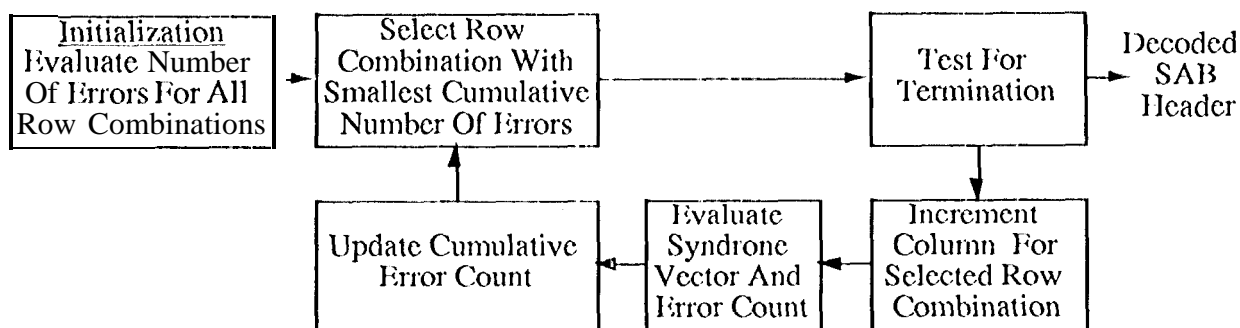 Initialization
Evaluate Number
Of Errors For All
Row Combinations
Select Row
Combination With
Smallest Cumulative
Number Of Errors
Test For
Termination
Decoded
SAB
Header
Update Cumulative
Error Count
Evaluate
Syndrone
Vector And
Error Count
Increment
Column For
Selected Row
Combination